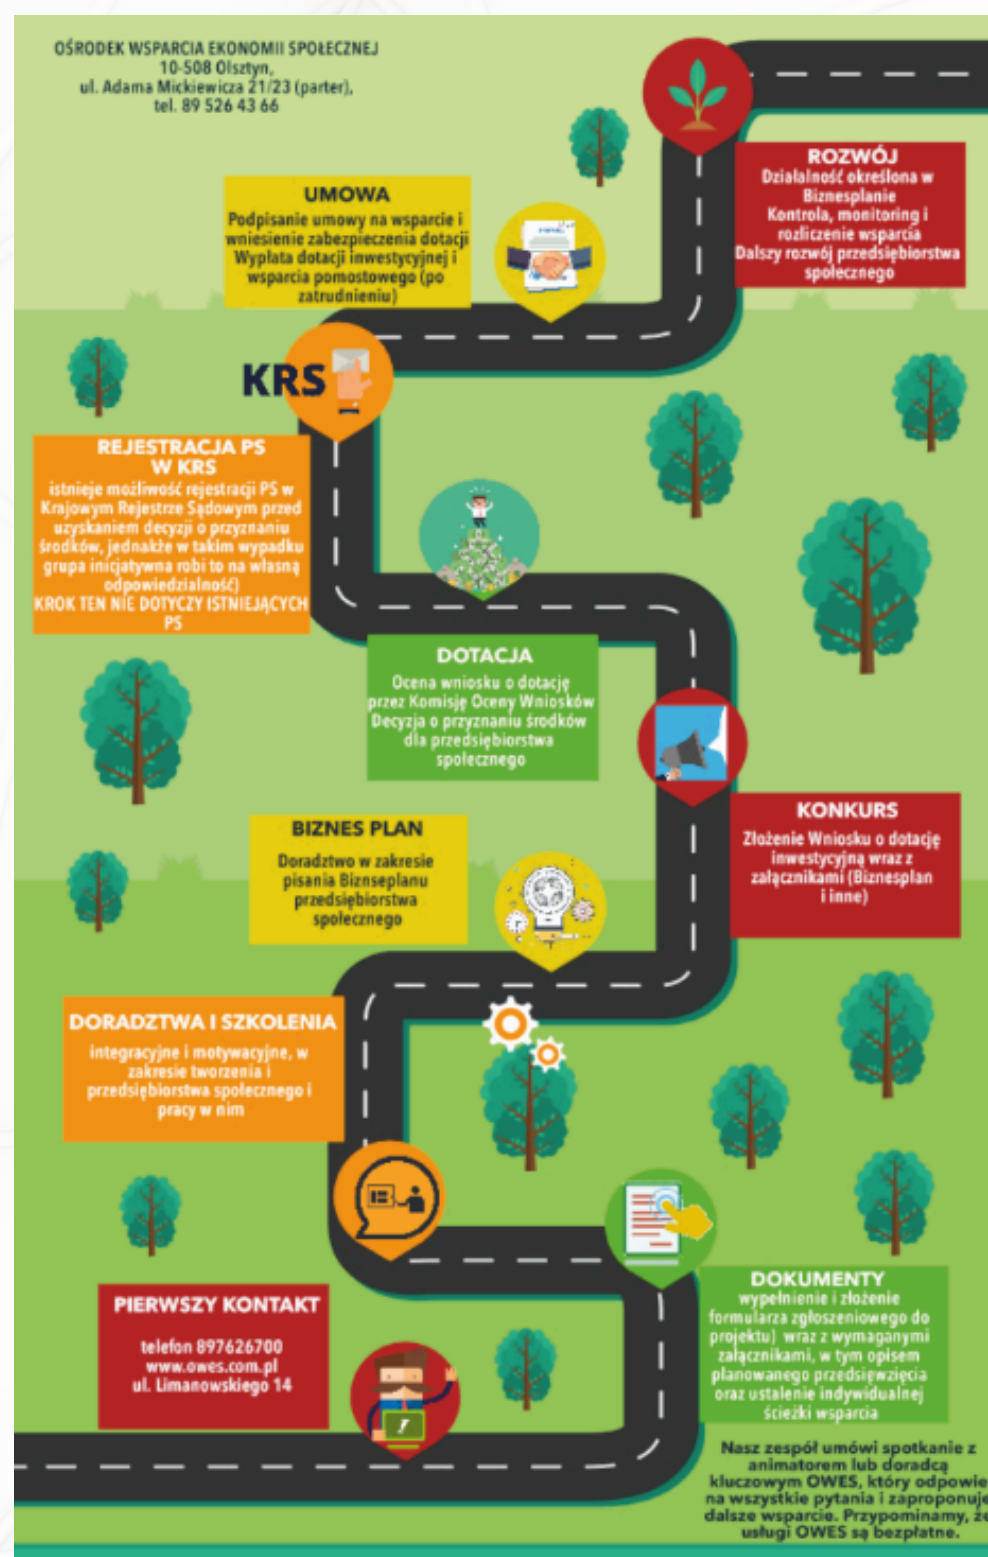 OŚRODEK WSPARCIA EKONOMII SPOŁECZNEJ
10-508 Olsztyn,
ul. Adama Mickiewicza 21/23 (parter),
tel. 89 526 43 66
ROZWÓJ
Działalność określona w
Biznesplanie
Kontrola, monitoring i
rozliczenie wsparcia
Dalszy rozwój przedsiębiorstwa
społecznego
UMOWA
Podpisanie umowy na wsparcie i
wniesienie zabezpieczenia dotacji
Wypłata dotacji inwestycyjnej i
wsparcia pomostowego (po
zatrudnieniu)
KRS
REJESTRACJA PS
W KRS
istnieje możliwość rejestracji PS w
Krajowym Rejestrze Sądowym przed
uzyskaniem decyzji o przyznaniu
środków, jednakże w takim wypadku
grupa inicjatywna robi to na własną
odpowiedzialność)
KROK TEN NIE DOTYCZY ISTNIEJĄCYCH
PS
DOTACJA
Ocena wniosku o dotację
przez Komisję Oceny Wniosków
Decyzja o przyznaniu środków
dla przedsiębiorstwa
społecznego
KONKURS
Złożenie Wniosku o dotację
inwestycyjną wraz z
załącznikami (Biznesplan
i inne)
BIZNES PLAN
Doradztwo w zakresie
pisania Biznseplanu
przedsiębiorstwa
społecznego
DORADZTWA I SZKOLENIA
integracyjne i motywacyjne, w
zakresie tworzenia i
przedsiębiorstwa społecznego i
pracy w nim
DOKUMENTY
wypełnienie i złożenie
formularza zgłoszeniowego do
projektu) wraz z wymaganymi
załącznikami, w tym opisem
planowanego przedsięwzięcia
oraz ustalenie indywidualnej
ścieżki wsparcia
PIERWSZY KONTAKT
telefon 897626700
www.owes.com.pl
ul. Limanowskiego 14
Nasz zespół umówi spotkanie z
animatorem lub doradcą
kluczowym OWES, który odpowie
na wszystkie pytania i zaproponuje
dalsze wsparcie. Przypominamy, że
usługi OWES są bezpłatne.